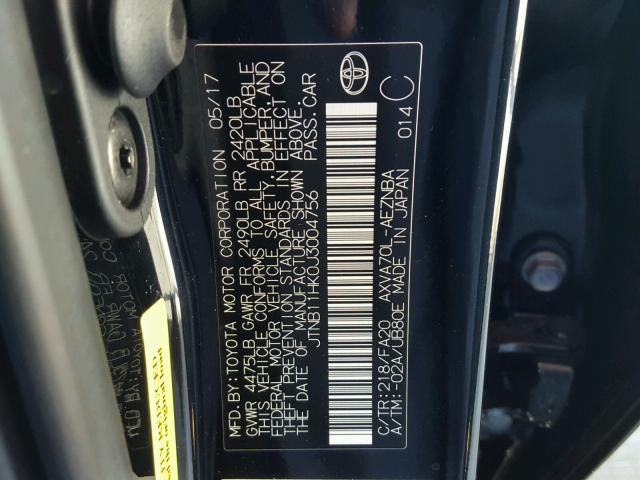 MFD.BY:TOYOTA MOTOR CORPORATION 05/17
GVWR 4475LB GAWR FR 2420LB RR 2420LB
THIS VEHICLE CONFORMS TO ALL APPLICABLE
FEDERAL MOTOR VEHICLE SAFETY, BUMPER, AND
THEFT PREVENTION STANDARDS IN EFFECT ON
THE DATE OF MANUFACTURE SHOWN ABOVE.
JTNB11HK0J3004756 PASS.CAR
C/TR:218/FA20 AXVA70L-AEZNBA
A/TM:-02A/UB80E MADE IN JAPAN
014 C